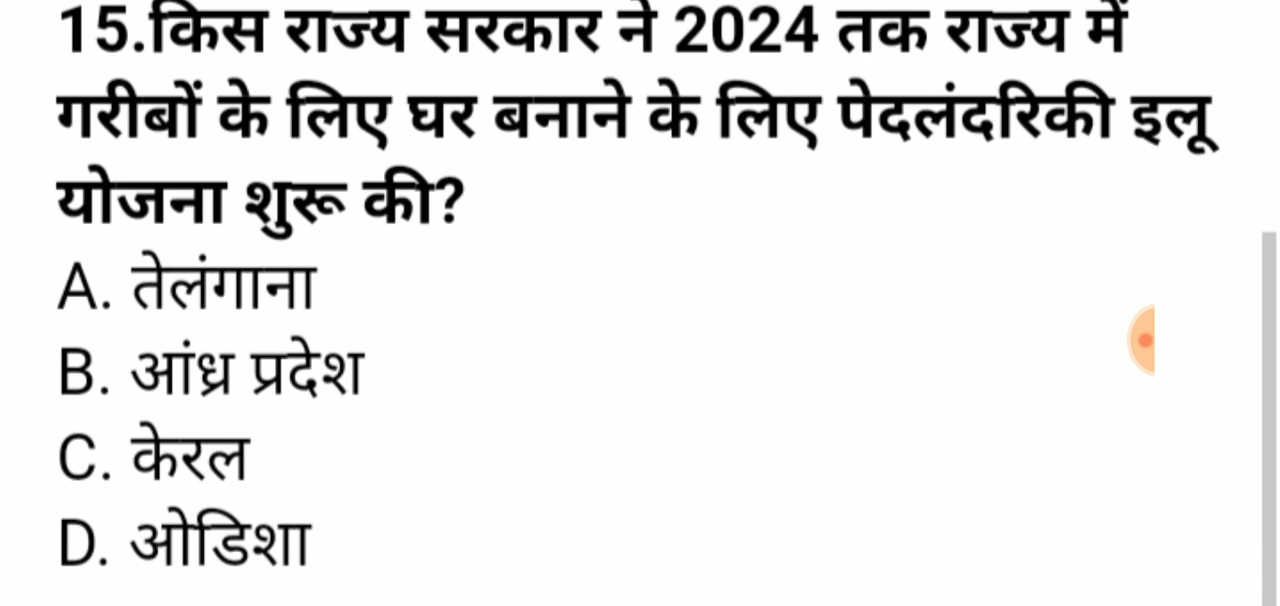 15.किस राज्य सरकार ने 2024 तक राज्य में
गरीबों के लिए घर बनाने के लिए पेदलंदरिकी इलू
योजना शुरू की?
A. तेलंगाना
B. आंध्र प्रदेश
C. केरल
D. ओडिशा